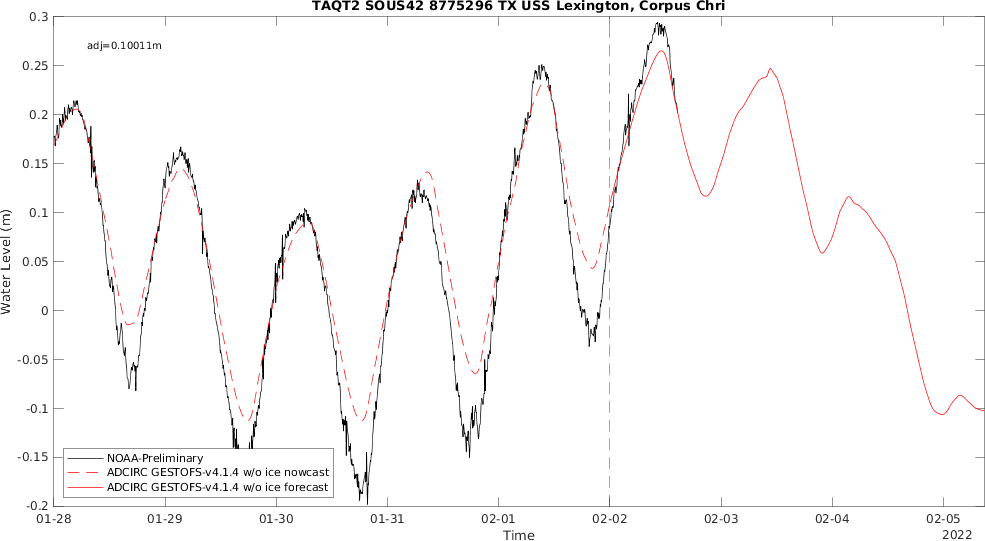 TAQT2 SOUS42 8775296 TX USS Lexington, Corpus Chri
adj=0.10011m
0.3
0.25
0.2
0.15
0.1
0.05
0
-0.05
-0.1
-0.15
-0.2
Water Level (m)
NOAA-Preliminary
ADCIRC GESTOFS-v4.1.4 w/o ice nowcast
ADCIRC GESTOFS-v4.1.4 w/o ice forecast
01-28 01-29 01-30 01-31 02-01 02-02 02-03 02-04 02-05
Time
2022